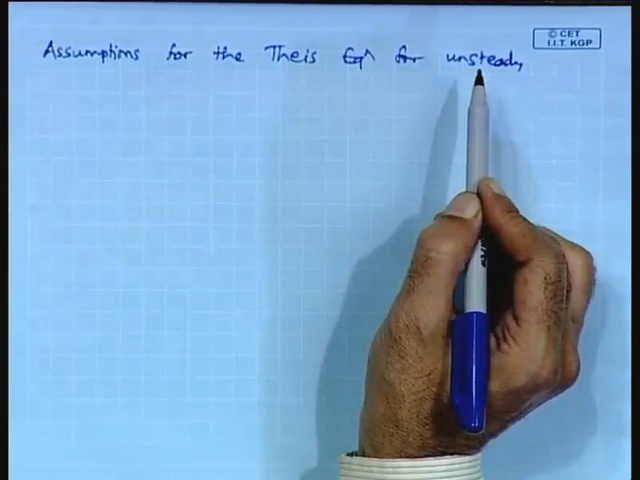 Assumptions for the Theis Eqn for unsteady
© CET
I.I.T. KGP